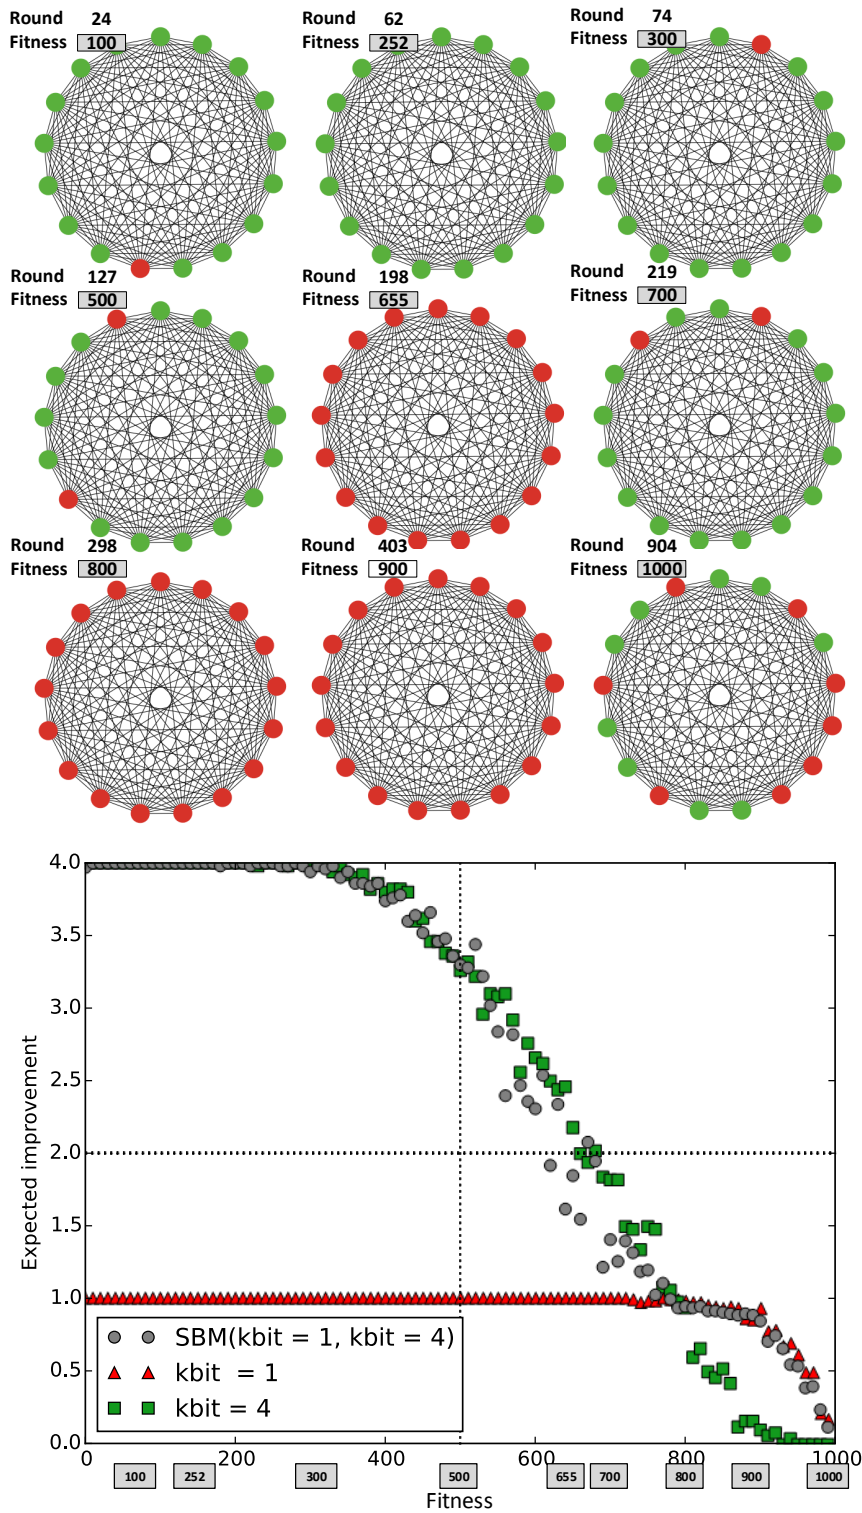 Round 24
Fitness 100
Round 62
Fitness 252
Round 74
Fitness 300
Round 127
Fitness 500
Round 198
Fitness 655
Round 219
Fitness 700
Round 298
Fitness 800
Round 403
Fitness 900
Round 904
Fitness 1000
4.0
3.5
3.0
2.5
2.0
1.5
1.0
0.5
0.0
Expected improvement
SBM(kbit = 1, kbit = 4)
kbit = 1
kbit = 4
0 200 400 600 800 1000
100 252 300 500 655 700 800 900 1000
Fitness